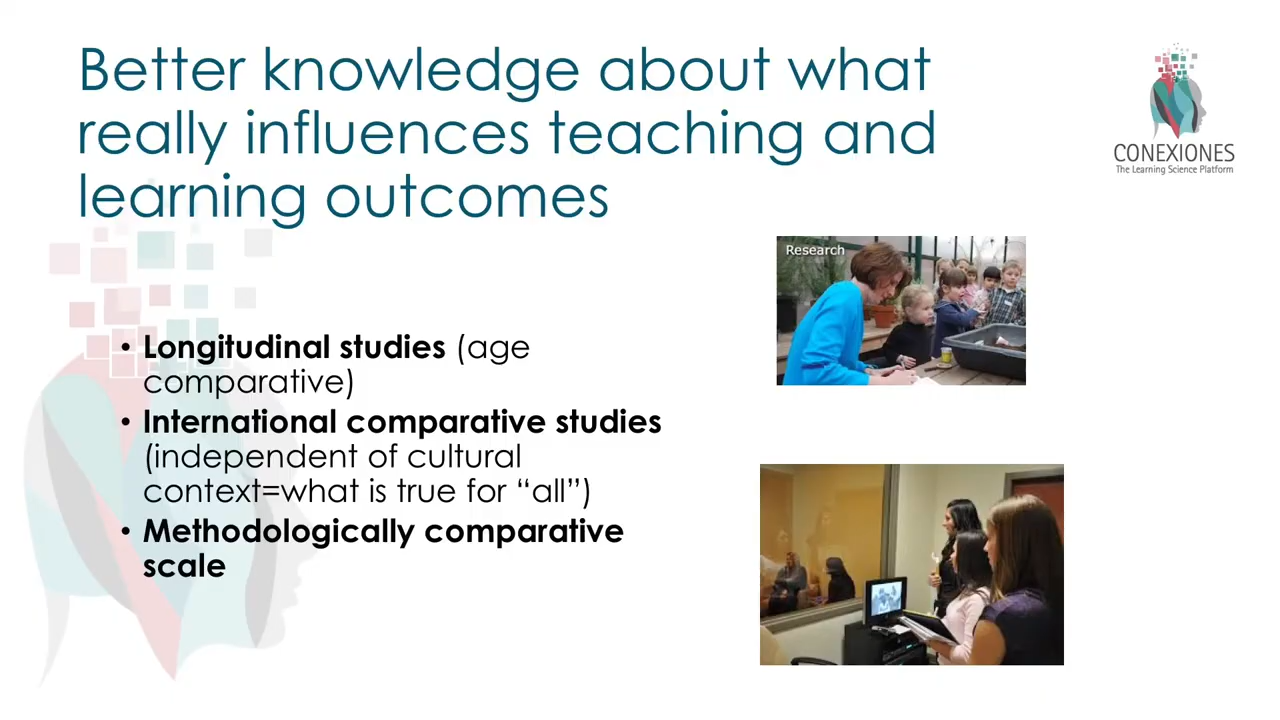 Better knowledge about what
really influences teaching and
learning outcomes
CONEXIONES
The Learning Science Platform
Research
• Longitudinal studies (age
comparative)
• International comparative studies
(independent of cultural
context=what is true for “all”)
• Methodologically comparative
scale